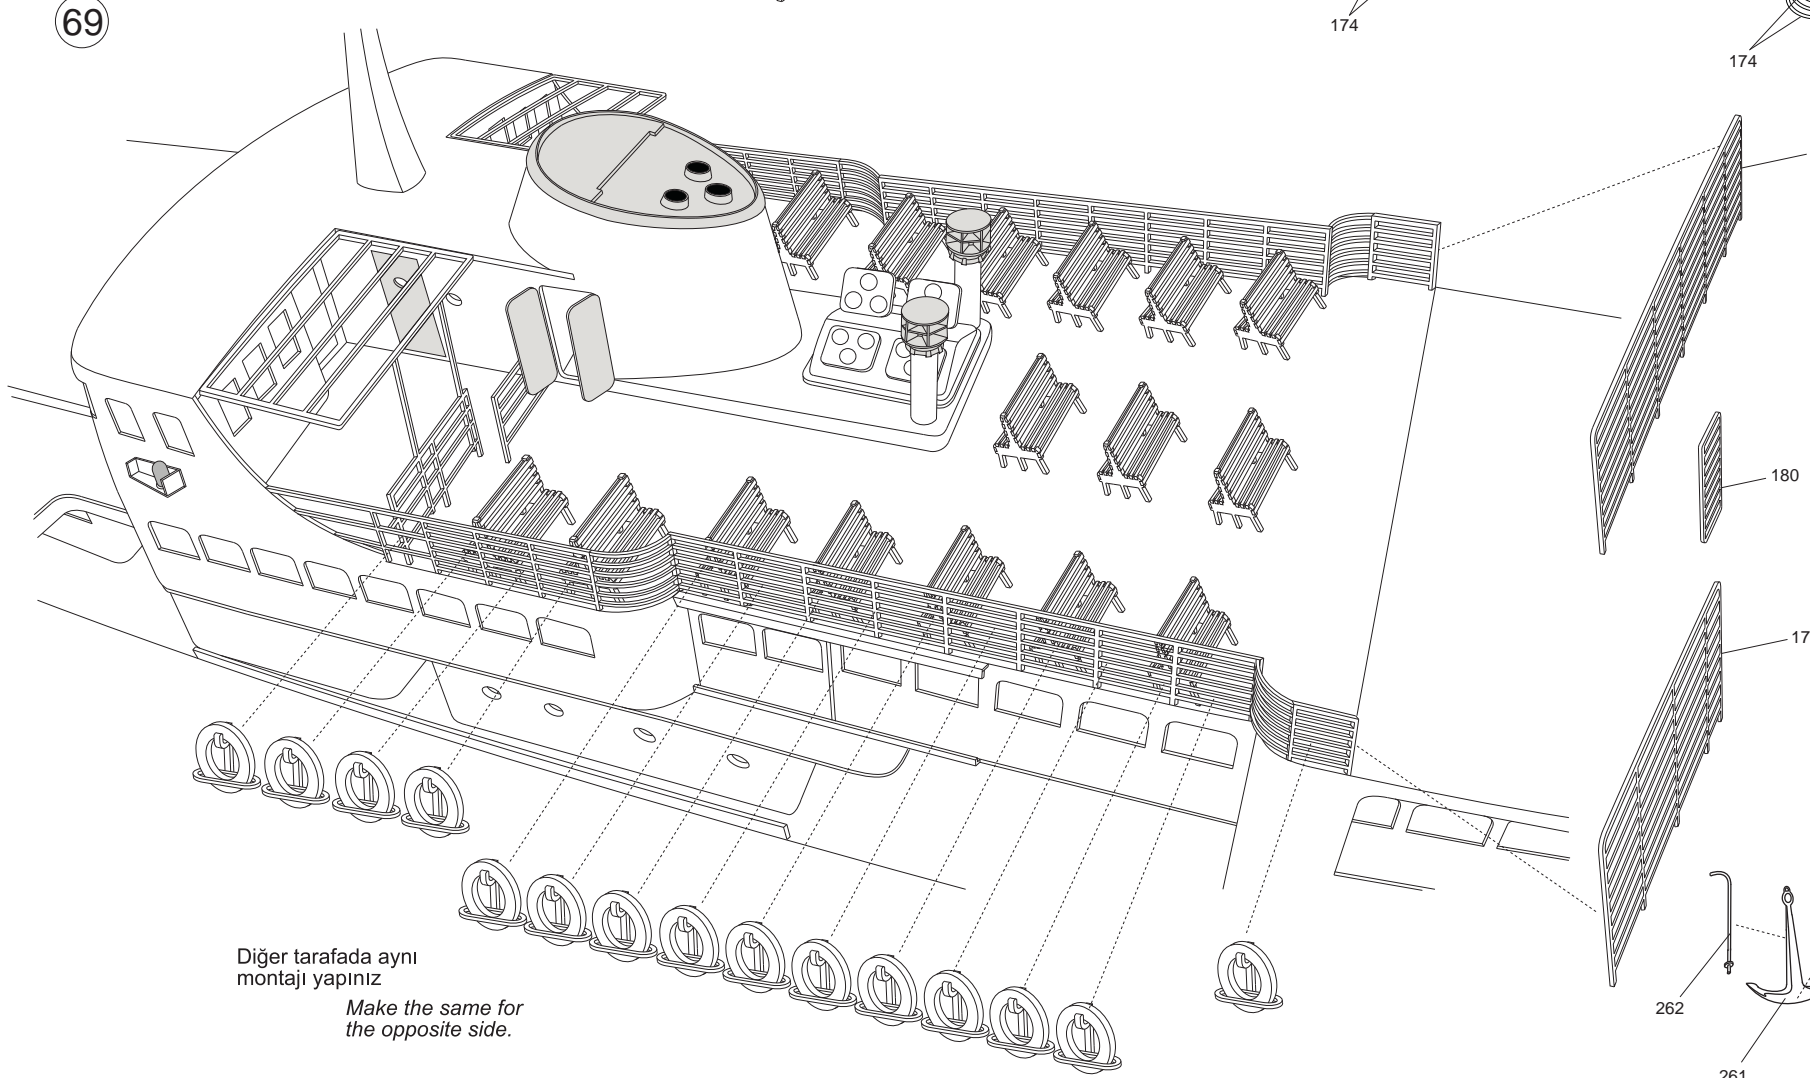 69
174
174
180
17
Diğer tarafada aynı
montajı yapınız
Make the same for
the opposite side.
262
261